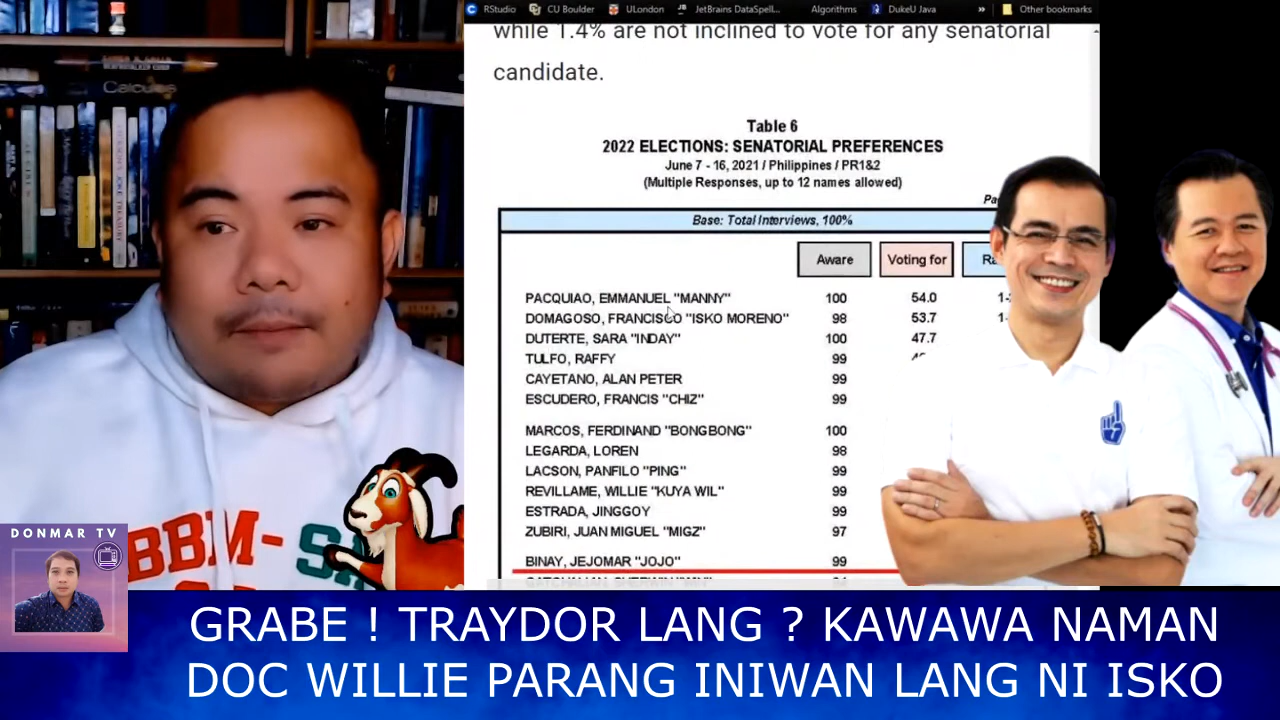 RStudio CU Boulder ULondon JetBrains DataSpell... Algorithms DukeU Java » Other bookmarks
while 1.4% are not inclined to vote for any senatorial
candidate.
Table 6
2022 ELECTIONS: SENATORIAL PREFERENCES
June 7 - 16, 2021 / Philippines / PR1&2
(Multiple Responses, up to 12 names allowed)
Base: Total Interviews, 100%
Aware Voting for
PACQUIAO, EMMANUEL "MANNY" 100 54.0
DOMAGOSO, FRANCISCO "ISKO MORENO" 98 53.7
DUTERTE, SARA "INDAY" 100 47.7
TULFO, RAFFY 99
CAYETANO, ALAN PETER 99
ESCUDERO, FRANCIS "CHIZ" 99
MARCOS, FERDINAND "BONGBONG" 100
LEGARDA, LOREN 98
LACSON, PANFILO "PING" 99
REVILLAME, WILLIE "KUYA WIL" 99
ESTRADA, JINGGOY 99
ZUBIRI, JUAN MIGUEL "MIGZ" 97
BINAY, JEJOMAR "JOJO" 99
Calculus
BBM-
DONMAR TV
GRABE ! TRAYDOR LANG ? KAWAWA NAMAN
DOC WILLIE PARANG INIWAN LANG NI ISKO